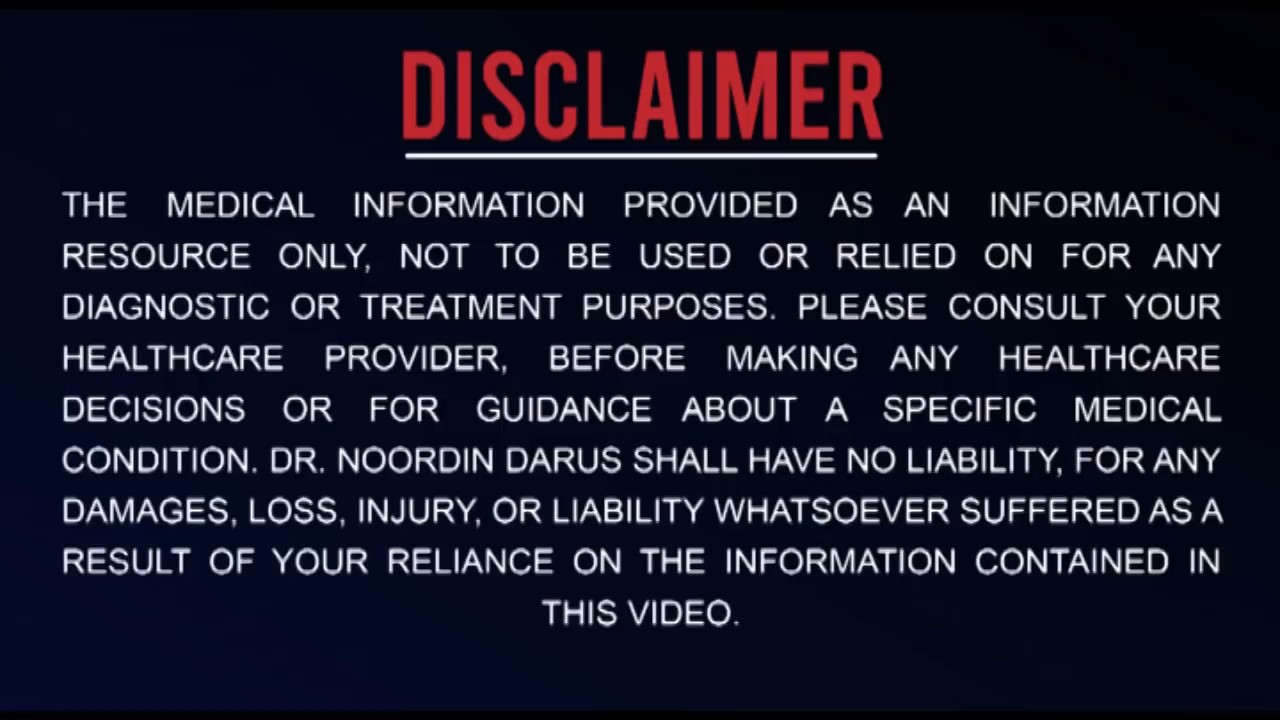 DISCLAIMER
THE MEDICAL INFORMATION PROVIDED AS AN INFORMATION
RESOURCE ONLY, NOT TO BE USED OR RELIED ON FOR ANY
DIAGNOSTIC OR TREATMENT PURPOSES. PLEASE CONSULT YOUR
HEALTHCARE PROVIDER, BEFORE MAKING ANY HEALTHCARE
DECISIONS OR FOR GUIDANCE ABOUT A SPECIFIC MEDICAL
CONDITION. DR. NOORDIN DARUS SHALL HAVE NO LIABILITY, FOR ANY
DAMAGES, LOSS, INJURY, OR LIABILITY WHATSOEVER SUFFERED AS A
RESULT OF YOUR RELIANCE ON THE INFORMATION CONTAINED IN
THIS VIDEO.